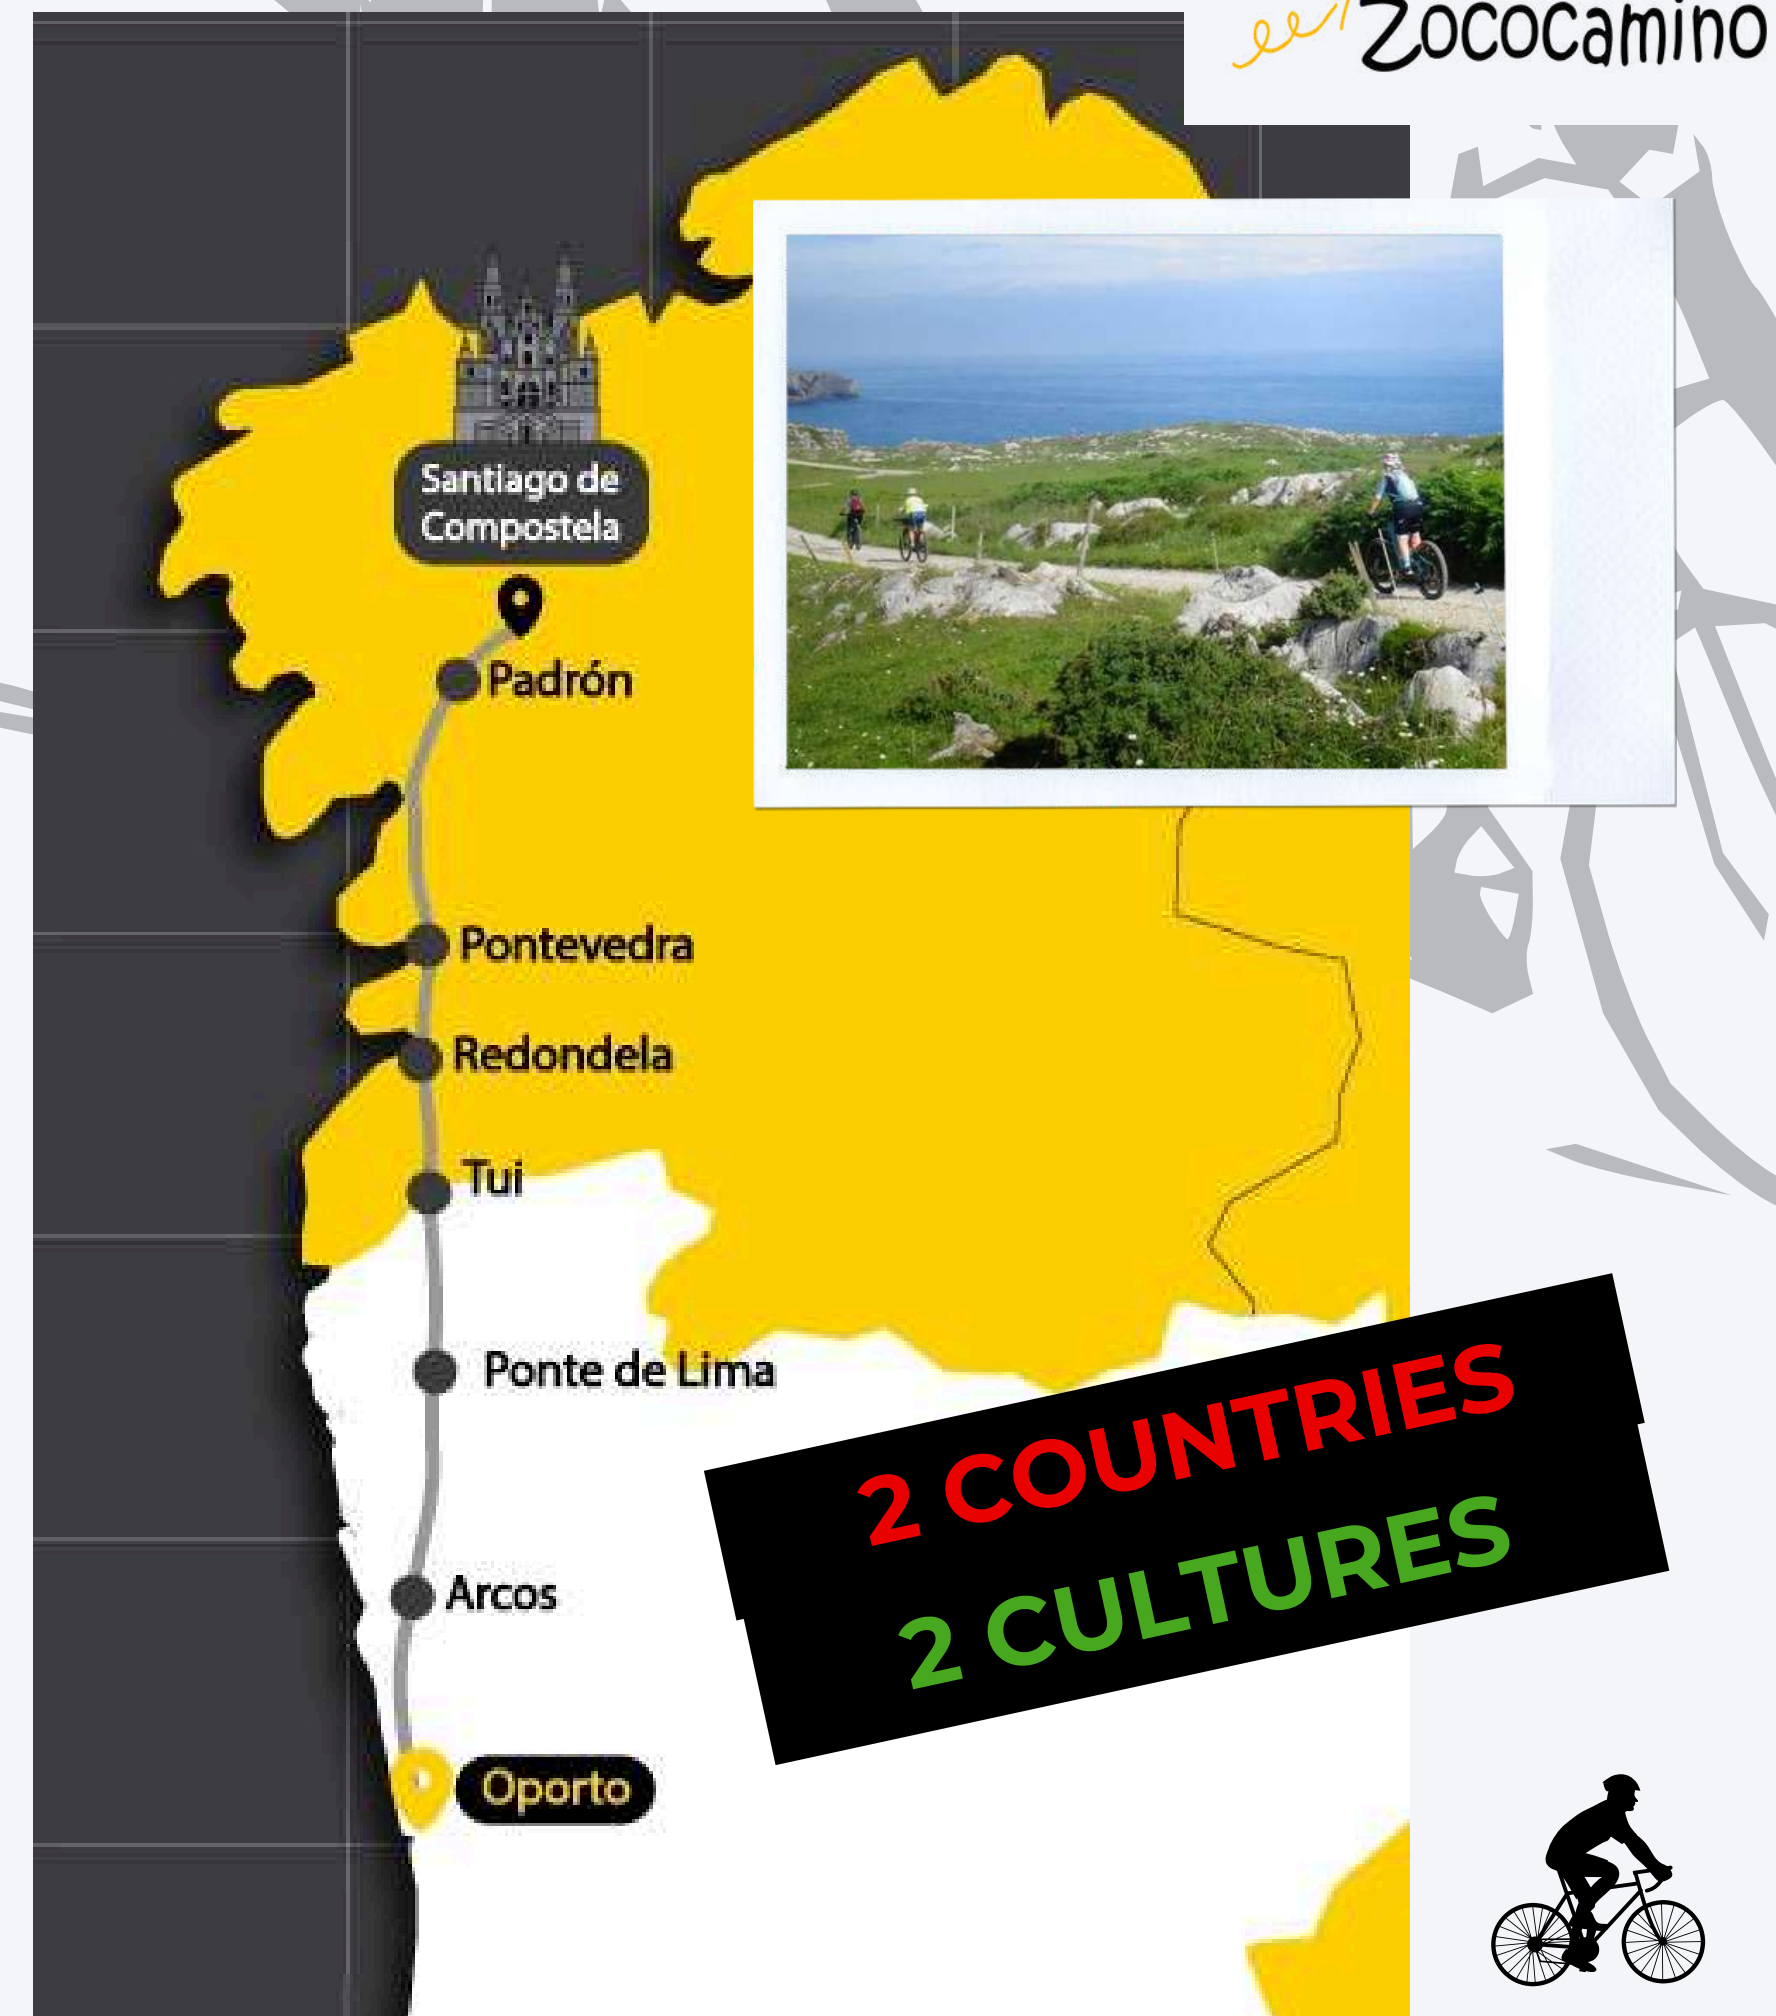 Zococamino
Santiago de
Compostela
Padrón
Pontevedra
Redondela
Tui
Ponte de Lima
2 COUNTRIES
2 CULTURES
Arcos
Oporto